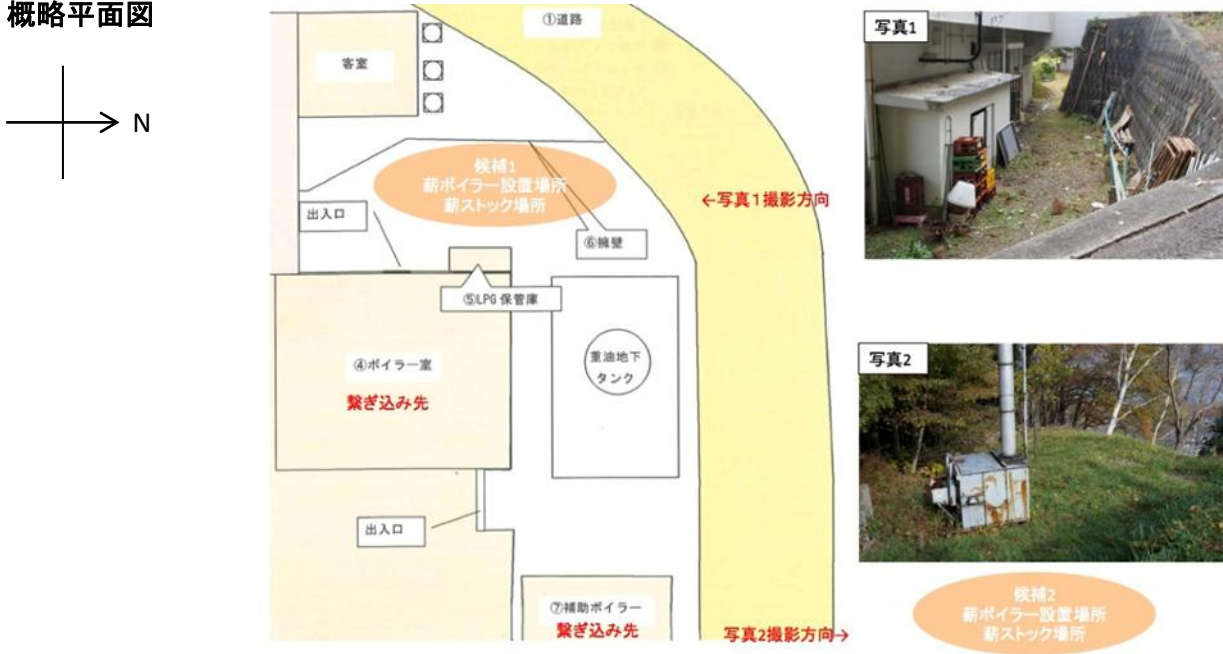 概略平面図
N
①道路
客室
候補1
薪ボイラー設置場所
薪ストック場所
←写真1撮影方向
出入口
⑥擁壁
⑤LPG 保管庫
④ボイラー室
繋ぎ込み先
重油地下
タンク
出入口
⑦補助ボイラー
繋ぎ込み先
写真2撮影方向→
写真1
写真2
候補2
薪ボイラー設置場所
薪ストック場所